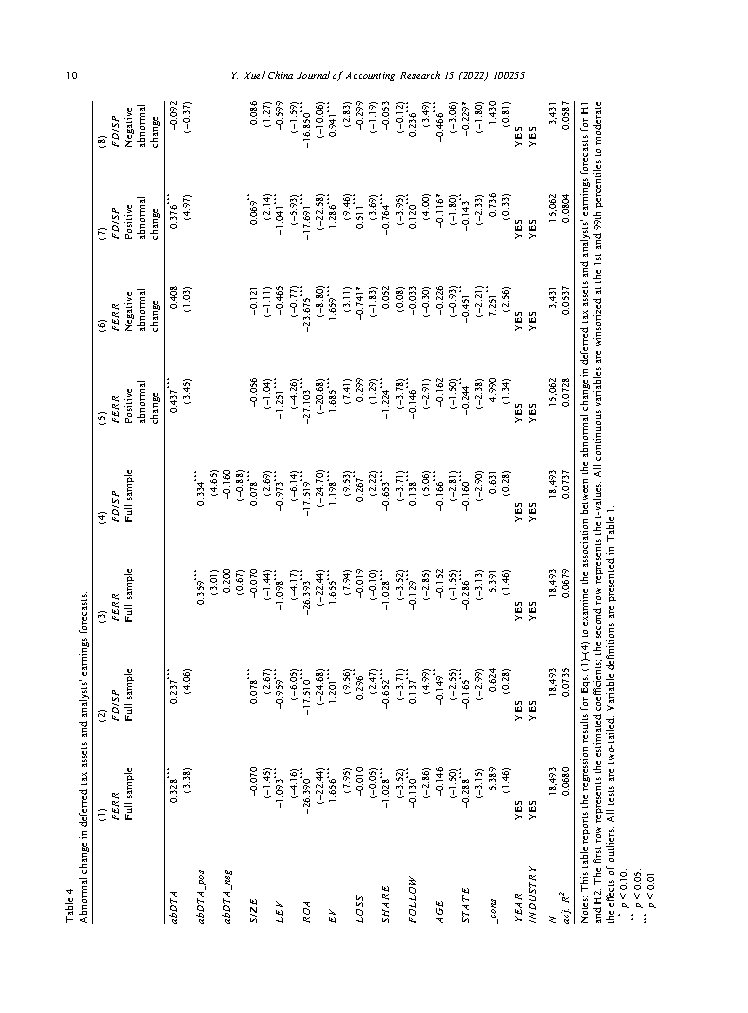 10
Y. Xue / China Journal of Accounting Research 15 (2022) 100255
Table 4
Abnormal change in deferred tax assets and analysts' earnings forecasts.
(1) (2) (3) (4) (5) (6) (7) (8)
FERR FDISP FERR FDISP FERR FERR FDISP FDISP
Full sample Full sample Full sample Full sample Positive Negative Positive Negative
abnormal abnormal abnormal abnormal
change change change change
abDTA 0.328*** 0.237*** 0.437*** 0.408 0.376*** −0.092
(3.38) (4.06) (3.45) (1.03) (4.97) (−0.37)
abDTA_pos 0.359*** 0.334***
(3.01) (4.65)
abDTA_neg 0.200 −0.160
(0.67) (−0.88)
SIZE −0.070 0.078*** −0.070 0.078*** −0.056 −0.121 0.069** 0.086
(−1.45) (2.67) (−1.44) (2.69) (−1.04) (−1.11) (2.14) (1.27)
LEV −1.093*** −0.959*** −1.098*** −0.973*** −1.251*** −0.465 −1.041*** −0.599
(−4.16) (−6.05) (−4.17) (−6.14) (−4.26) (−0.77) (−5.93) (−1.59)
ROA −26.390*** −17.510*** −26.393*** −17.519*** −27.103*** −23.675*** −17.691*** −16.850***
(−22.44) (−24.68) (−22.44) (−24.70) (−20.68) (−8.80) (−22.58) (−10.06)
EV 1.656*** 1.201*** 1.655*** 1.198*** 1.685*** 1.659*** 1.286*** 0.941***
(7.95) (9.56) (7.94) (9.53) (7.41) (3.11) (9.46) (2.83)
LOSS −0.010 0.296** −0.019 0.267** 0.299 −0.741* 0.511*** −0.299
(−0.05) (2.47) (−0.10) (2.22) (1.29) (−1.83) (3.69) (−1.19)
SHARE −1.028*** −0.652*** −1.028*** −0.653*** −1.224*** 0.052 −0.764*** −0.053
(−3.52) (−3.71) (−3.52) (−3.71) (−3.78) (0.08) (−3.95) (−0.12)
FOLLOW −0.130*** 0.137*** −0.129*** 0.138*** −0.146*** −0.033 0.120*** 0.236***
(−2.86) (4.99) (−2.85) (5.06) (−2.91) (−0.30) (4.00) (3.49)
AGE −0.146 −0.149** −0.152 −0.166*** −0.162 −0.226 −0.116* −0.466***
(−1.50) (−2.55) (−1.55) (−2.81) (−1.50) (−0.93) (−1.80) (−3.06)
STATE −0.288*** −0.165*** −0.286*** −0.160*** −0.244** −0.451** −0.143** −0.229*
(−3.15) (−2.99) (−3.13) (−2.90) (−2.38) (−2.21) (−2.33) (−1.80)
_cons 5.389 0.624 5.391 0.631 4.990 7.251** 0.736 1.430
(1.46) (0.28) (1.46) (0.28) (1.34) (2.56) (0.33) (0.81)
YEAR YES YES YES YES YES YES YES YES
INDUSTRY YES YES YES YES YES YES YES YES
N 18,493 18,493 18,493 18,493 15,062 3,431 15,062 3,431
adj. R² 0.0680 0.0735 0.0679 0.0737 0.0728 0.0537 0.0804 0.0587
Notes: This table reports the regression results for Eqs. (1)–(4) to examine the association between the abnormal change in deferred tax assets and analysts' earnings forecasts for H1
and H2. The first row represents the estimated coefficients; the second row represents the t-values. All continuous variables are winsorized at the 1st and 99th percentiles to moderate
the effects of outliers. All tests are two-tailed. Variable definitions are presented in Table 1.
* p < 0.10.
** p < 0.05.
*** p < 0.01